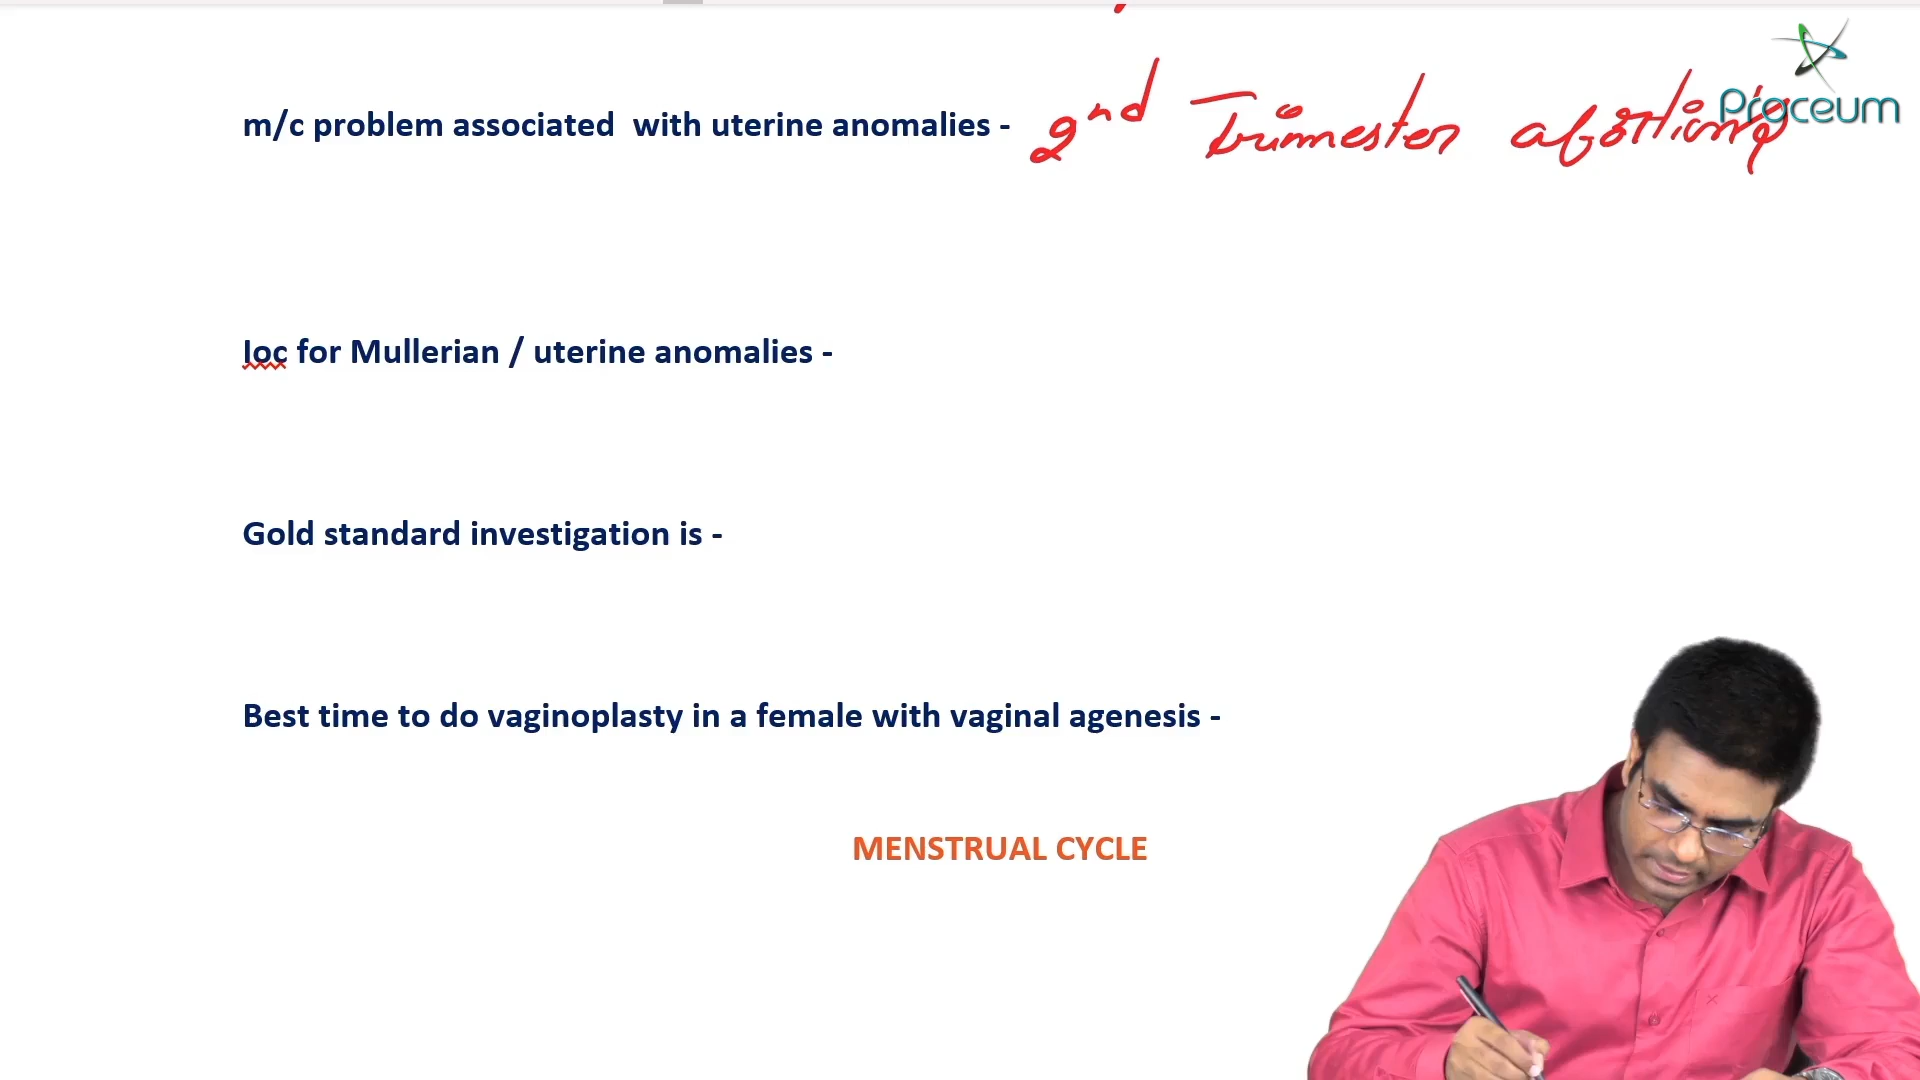 Proceum
m/c problem associated with uterine anomalies - 2nd Trimester abortions
Ioc for Mullerian / uterine anomalies -
Gold standard investigation is -
Best time to do vaginoplasty in a female with vaginal agenesis -
MENSTRUAL CYCLE